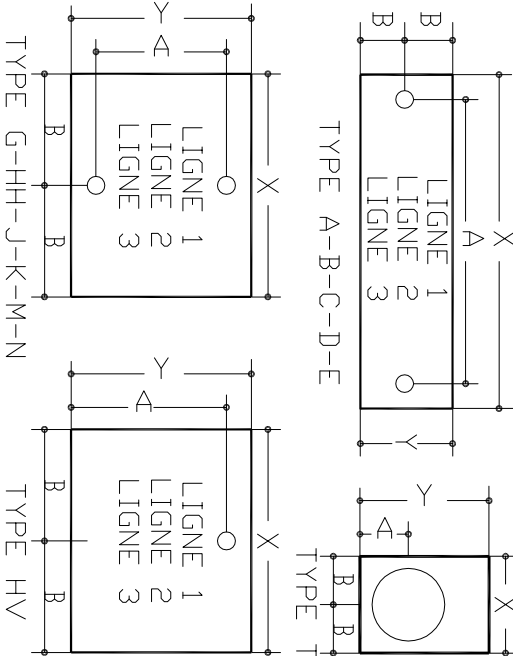 X
A
B
B
LIGNE 1
LIGNE 2
LIGNE 3
Y
TYPE A-B-C-D-E
X
Y
A
B B
TYPE I
X
Y
A
LIGNE 1
LIGNE 2
LIGNE 3
B B
TYPE G-HH-J-K-M-N
X
Y
A
LIGNE 1
LIGNE 2
LIGNE 3
B B
TYPE HV